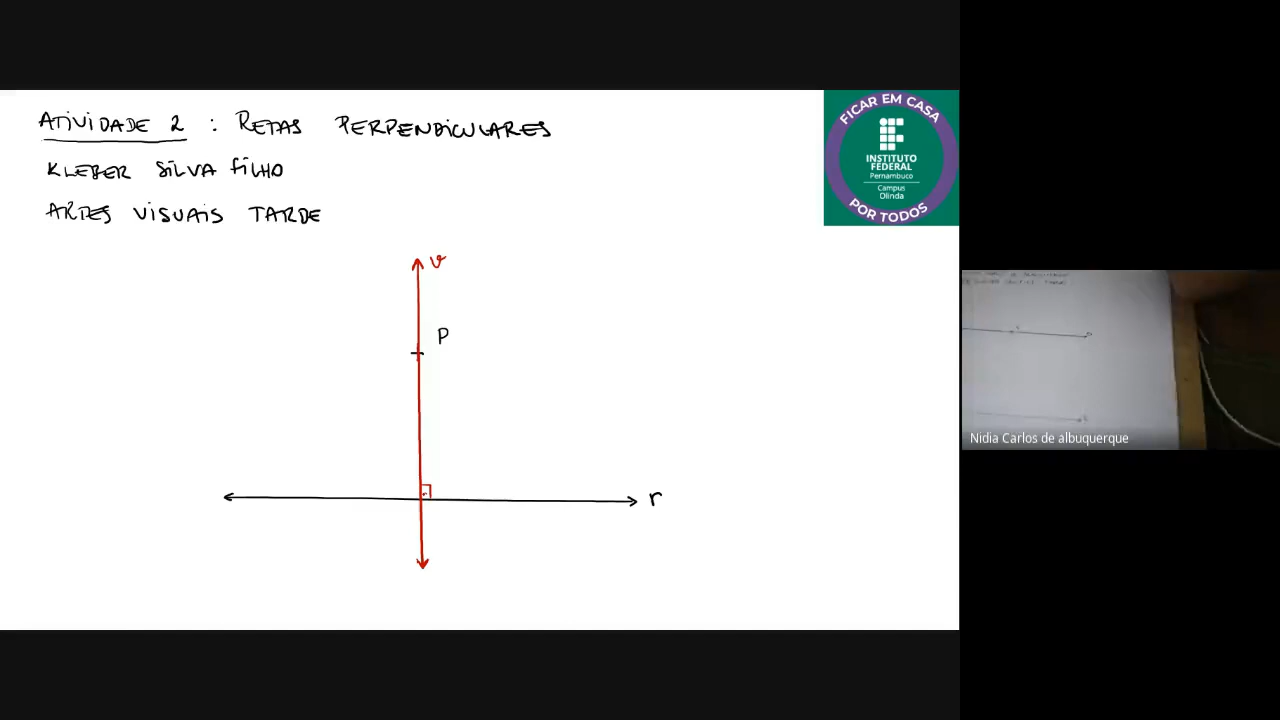 ATIVIDADE 2 : RETAS PERPENDICULARES
KLEBER SILVA FILHO
ARTES VISUAIS TARDE
FICAR EM CASA
INSTITUTO
FEDERAL
Pernambuco
Campus
Olinda
POR TODOS
v
P
r
Nidia Carlos de albuquerque